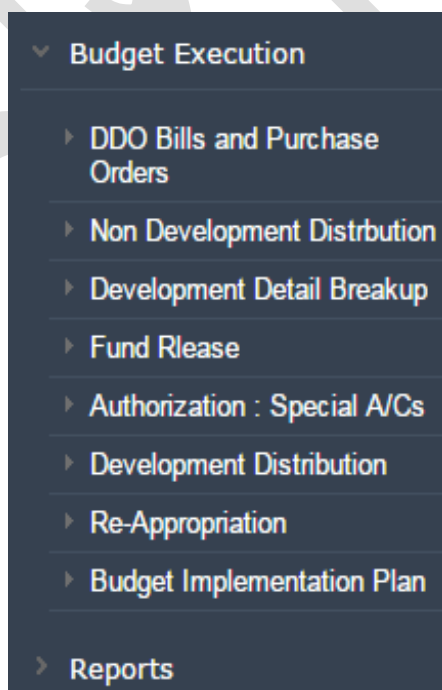 Budget Execution
DDO Bills and Purchase
Orders
Non Development Distrbution
Development Detail Breakup
Fund Rlease
Authorization : Special A/Cs
Development Distribution
Re-Appropriation
Budget Implementation Plan
Reports